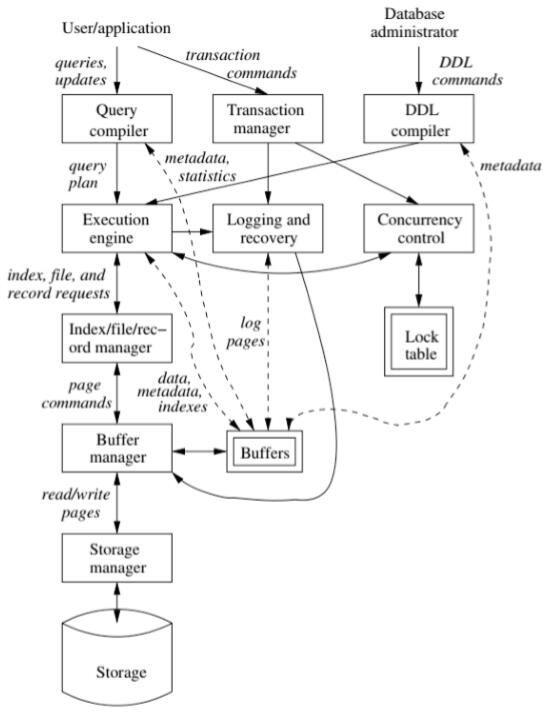 User/application
Database
administrator
queries,
updates
transaction
commands
DDL
commands
Query
compiler
Transaction
manager
DDL
compiler
query
plan
metadata,
statistics
metadata
Execution
engine
Logging and
recovery
Concurrency
control
index, file, and
record requests
log
pages
Index/file/rec−
ord manager
Lock
table
page
commands
data,
metadata,
indexes
Buffer
manager
Buffers
read/write
pages
Storage
manager
Storage